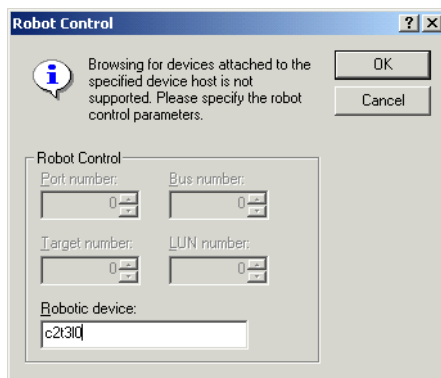 Robot Control
Browsing for devices attached to the
specified device host is not
supported. Please specify the robot
control parameters.
OK
Cancel
Robot Control
Port number: Bus number:
0 0
Target number: LUN number:
0 0
Robotic device:
c2t3l0